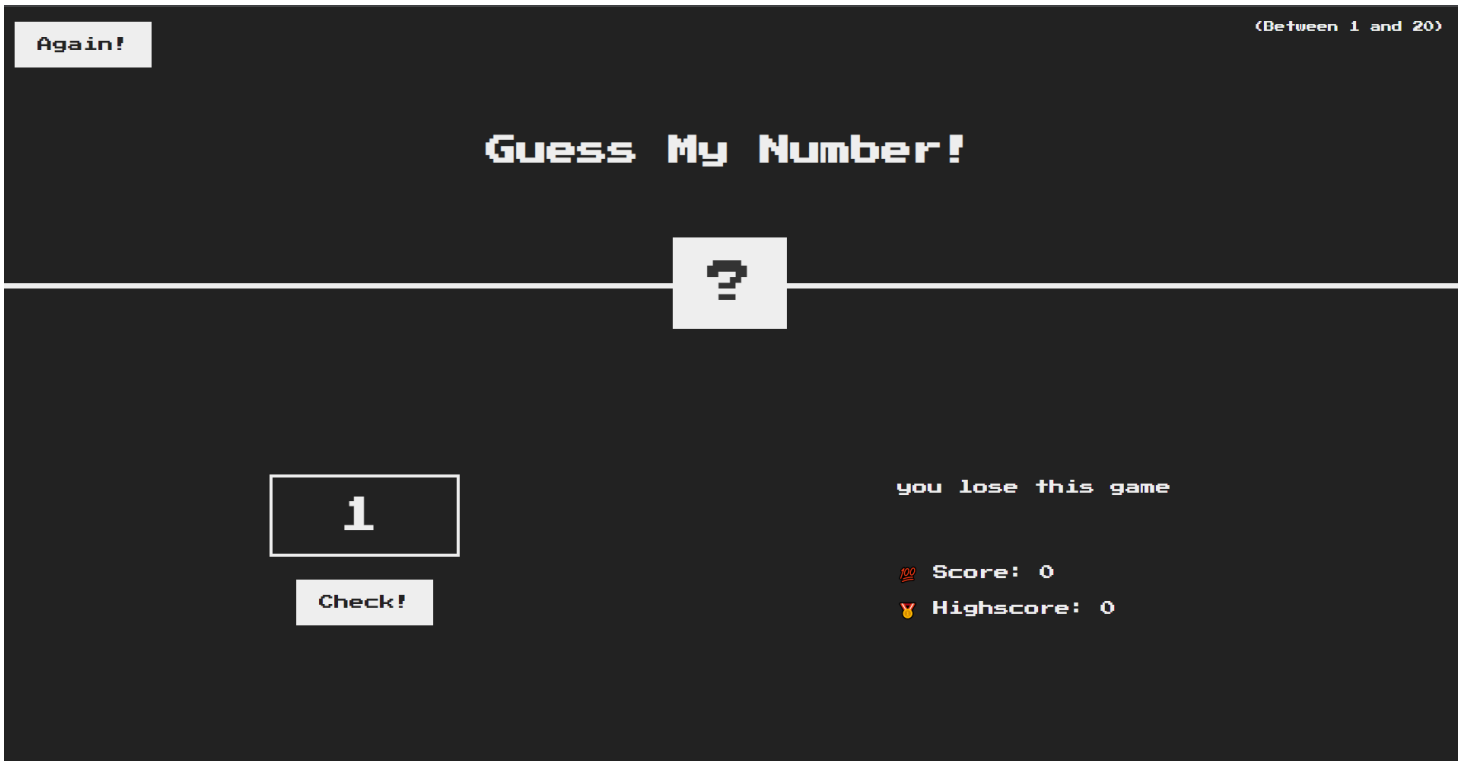 Again!
(Between 1 and 20)
Guess My Number!
?
1
Check!
you lose this game
💯 Score: 0
🏅 Highscore: 0